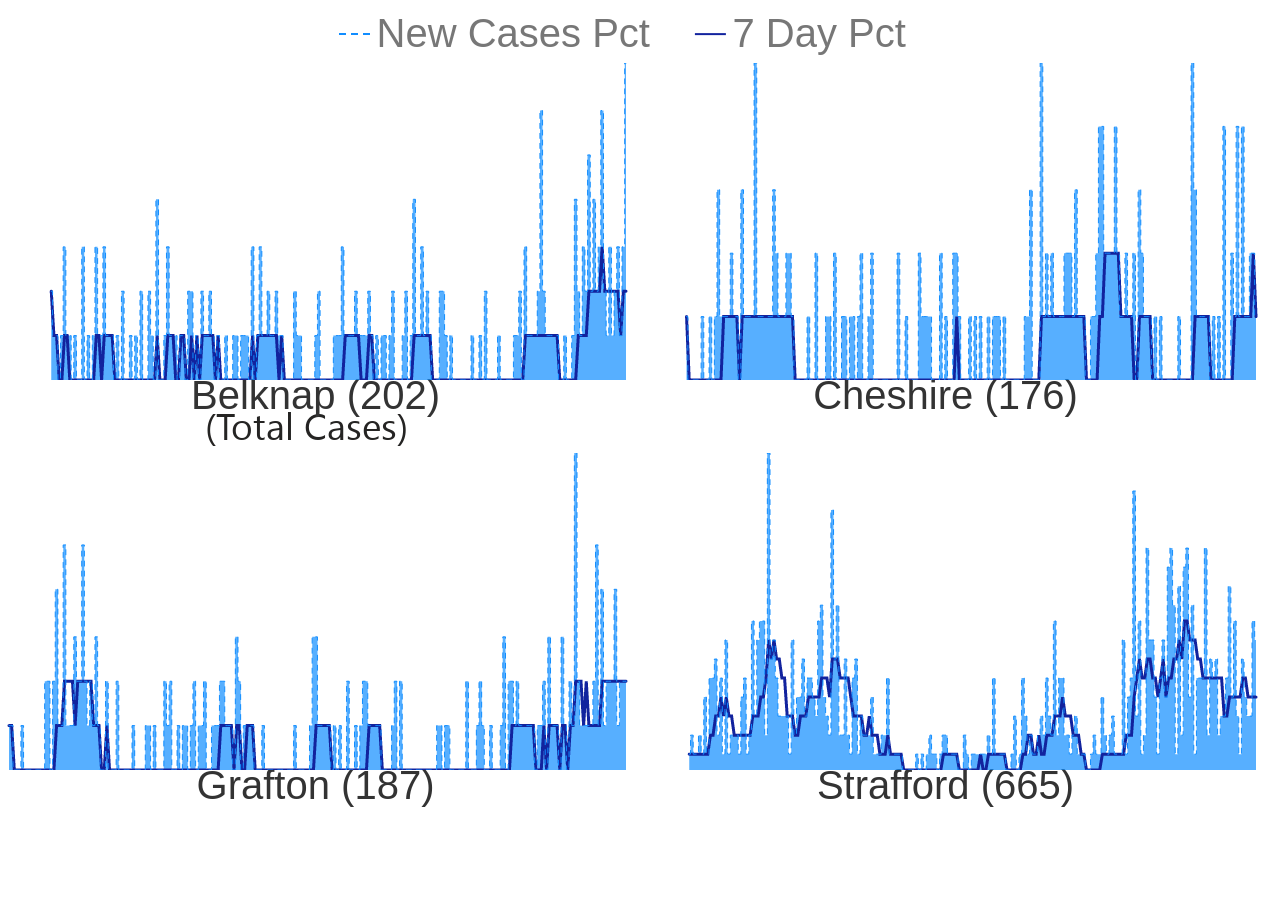 New Cases Pct 7 Day Pct
Belknap (202) Cheshire (176)
(Total Cases)
Grafton (187) Strafford (665)